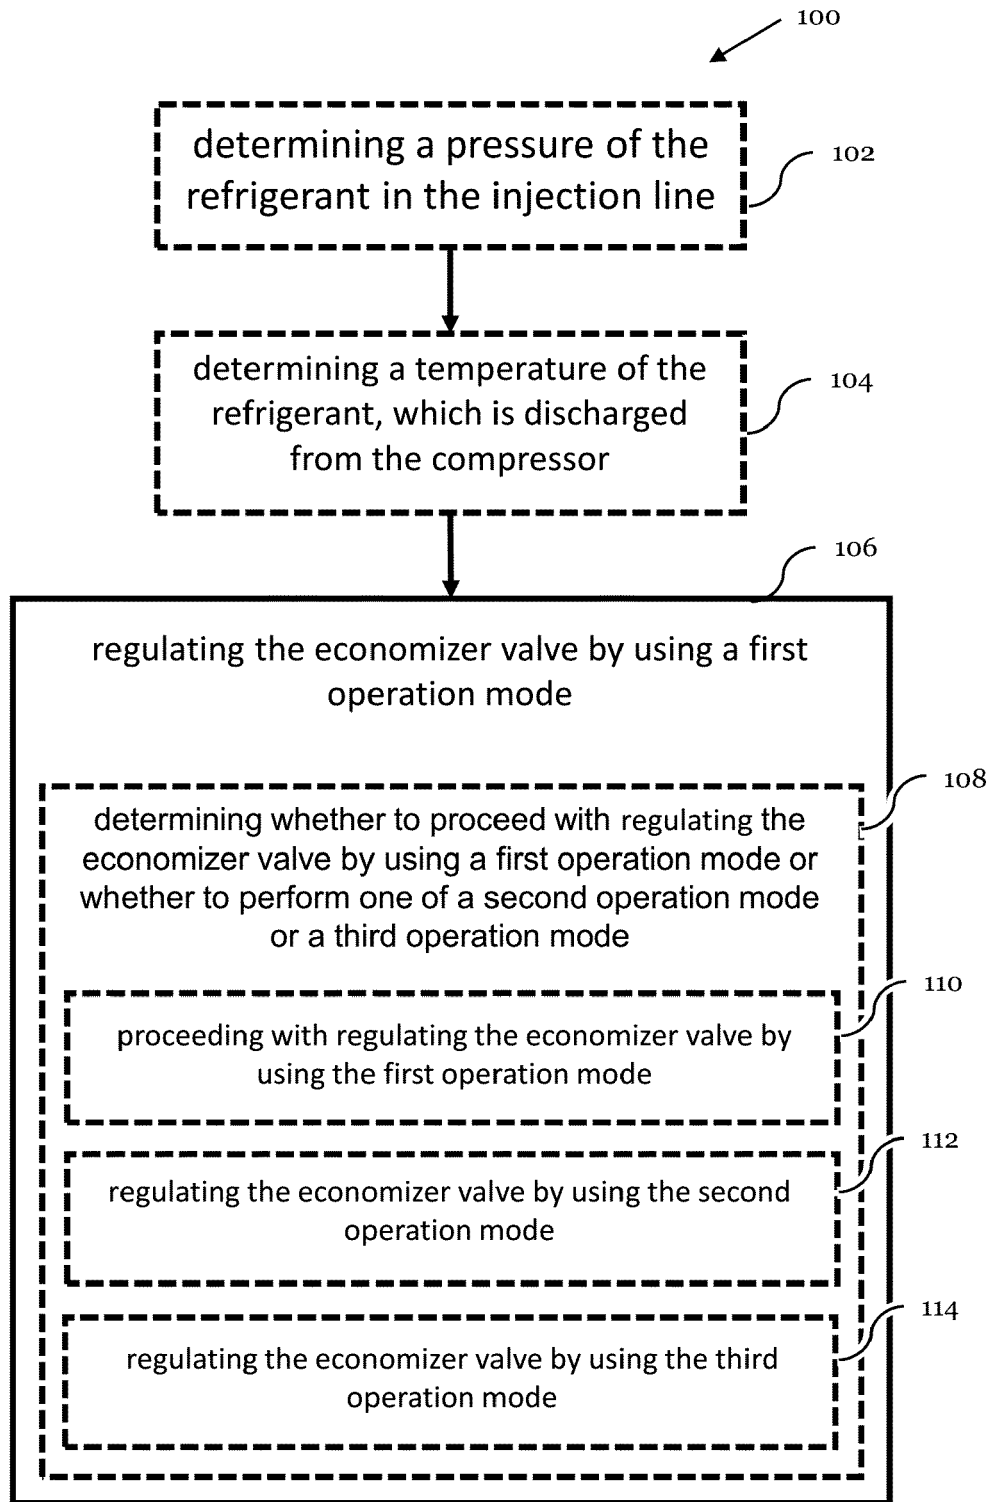 100
determining a pressure of the
refrigerant in the injection line
102
determining a temperature of the
refrigerant, which is discharged
from the compressor
104
106
regulating the economizer valve by using a first
operation mode
108
determining whether to proceed with regulating the
economizer valve by using a first operation mode or
whether to perform one of a second operation mode
or a third operation mode
110
proceeding with regulating the economizer valve by
using the first operation mode
112
regulating the economizer valve by using the second
operation mode
114
regulating the economizer valve by using the third
operation mode